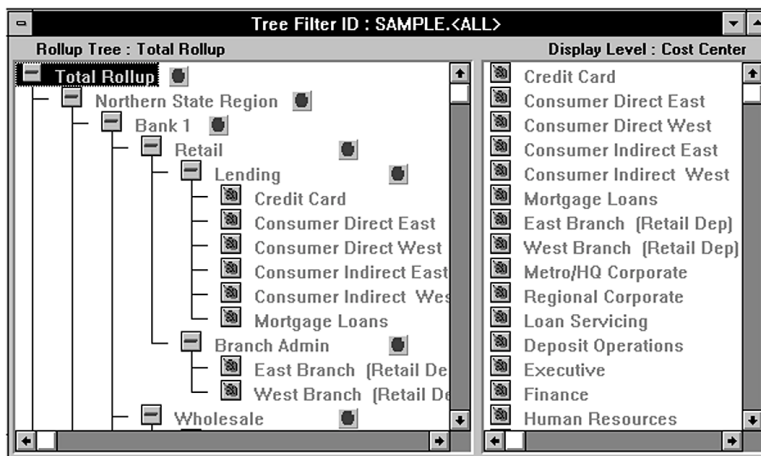 Tree Filter ID : SAMPLE.<ALL>
Rollup Tree : Total Rollup
Total Rollup
Northern State Region
Bank 1
Retail
Lending
Credit Card
Consumer Direct East
Consumer Direct West
Consumer Indirect East
Consumer Indirect Wes
Mortgage Loans
Branch Admin
East Branch (Retail De
West Branch (Retail De
Wholesale
Display Level : Cost Center
Credit Card
Consumer Direct East
Consumer Direct West
Consumer Indirect East
Consumer Indirect West
Mortgage Loans
East Branch (Retail Dep)
West Branch (Retail Dep)
Metro/HQ Corporate
Regional Corporate
Loan Servicing
Deposit Operations
Executive
Finance
Human Resources